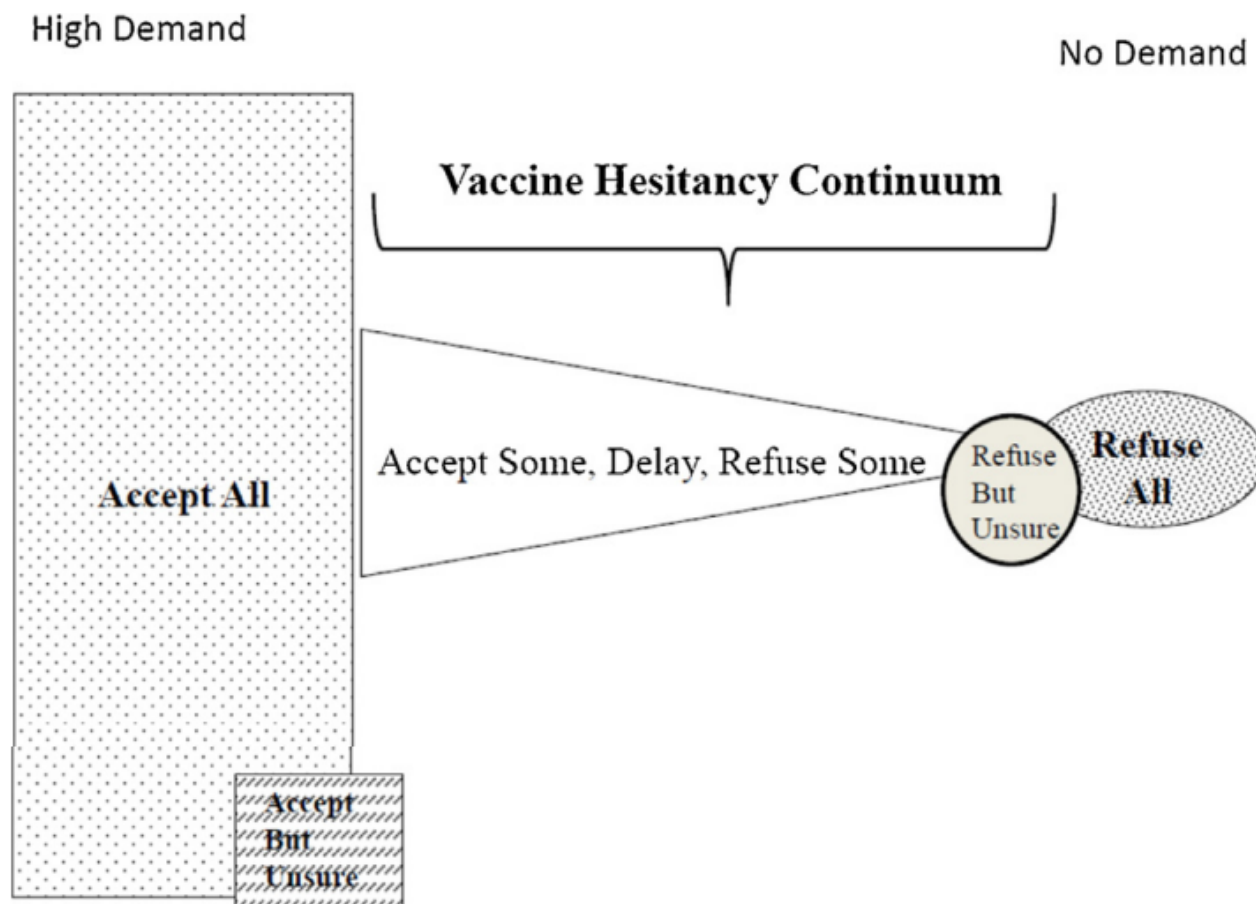 High Demand
No Demand
Vaccine Hesitancy Continuum
Accept All
Accept Some, Delay, Refuse Some
Refuse
But
Unsure
Refuse
All
Accept
But
Unsure